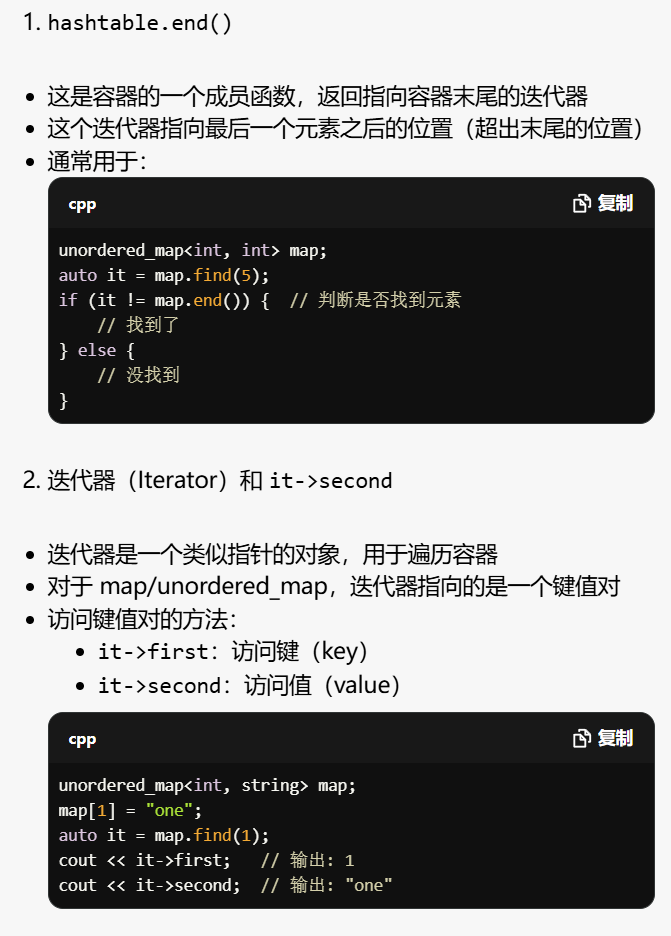 1. hashtable.end()
• 这是容器的一个成员函数，返回指向容器末尾的迭代器
• 这个迭代器指向最后一个元素之后的位置（超出末尾的位置）
• 通常用于：
cpp 复制
unordered_map<int, int> map;
auto it = map.find(5);
if (it != map.end()) {  // 判断是否找到元素
    // 找到了
} else {
    // 没找到
}
2. 迭代器（Iterator）和 it->second
• 迭代器是一个类似指针的对象，用于遍历容器
• 对于 map/unordered_map，迭代器指向的是一个键值对
• 访问键值对的方法：
• it->first：访问键（key）
• it->second：访问值（value）
cpp 复制
unordered_map<int, string> map;
map[1] = "one";
auto it = map.find(1);
cout << it->first;   // 输出：1
cout << it->second;  // 输出："one"